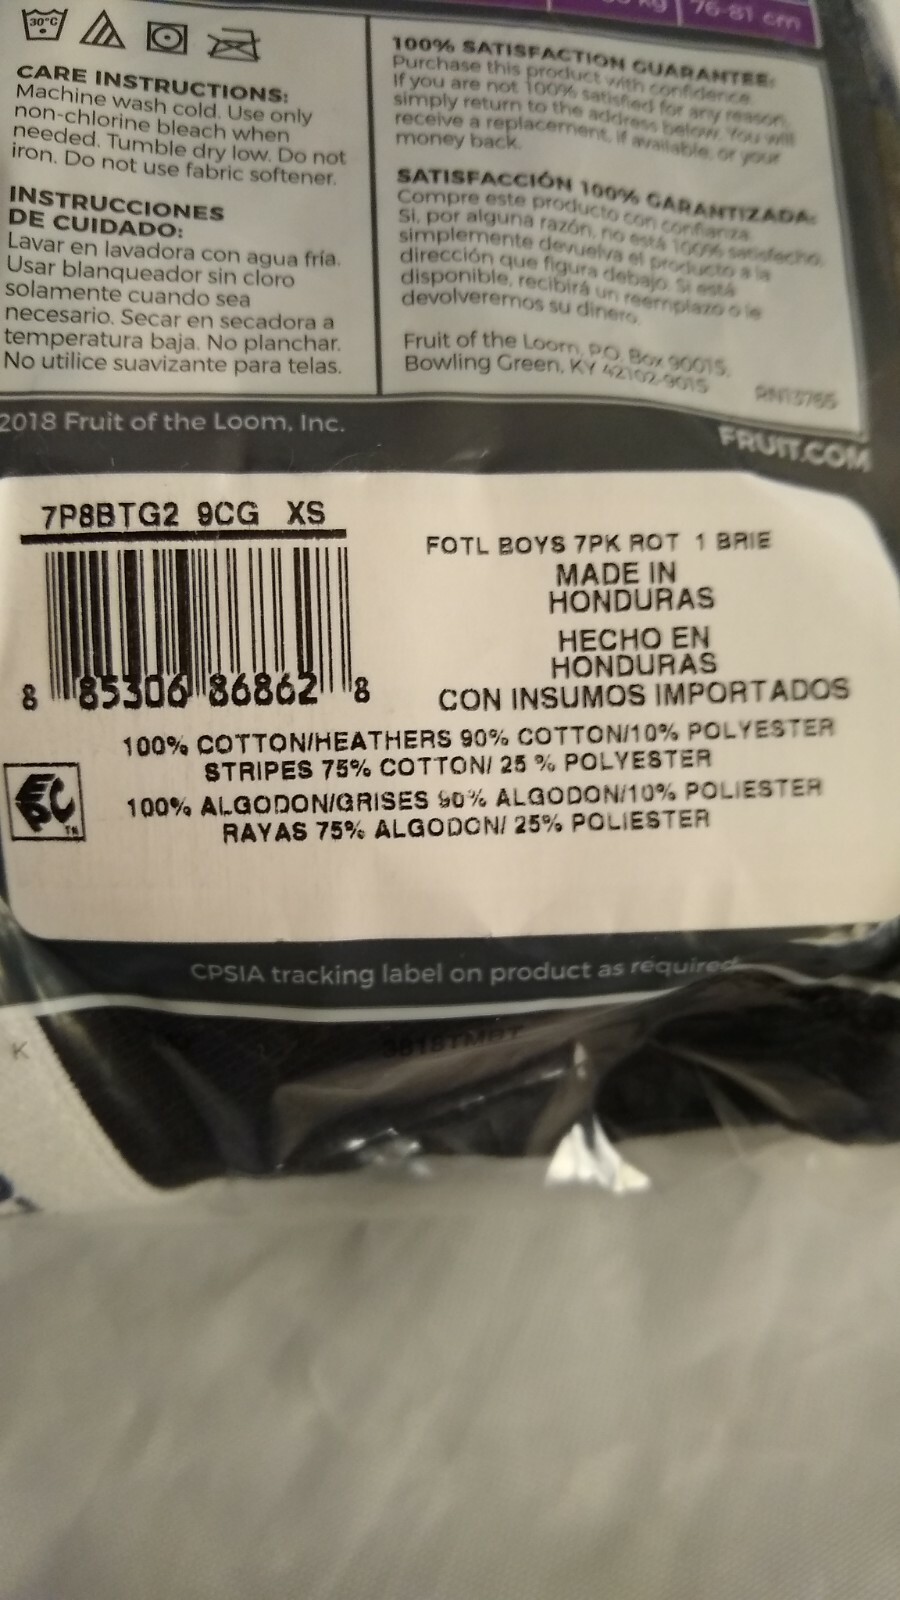 kg | 76-81 cm
30°C
CARE INSTRUCTIONS:
Machine wash cold. Use only
non-chlorine bleach when
needed. Tumble dry low. Do not
iron. Do not use fabric softener.
INSTRUCCIONES
DE CUIDADO:
Lavar en lavadora con agua fría.
Usar blanqueador sin cloro
solamente cuando sea
necesario. Secar en secadora a
temperatura baja. No planchar.
No utilice suavizante para telas.
100% SATISFACTION GUARANTEE:
Purchase this product with confidence.
If you are not 100% satisfied for any reason,
simply return to the address below. You will
receive a replacement, if available, or your
money back.
SATISFACCIÓN 100% GARANTIZADA:
Compre este producto con confianza.
Si, por alguna razón, no está 100% satisfecho,
simplemente devuelva el producto a la
dirección que figura debajo. Si está
disponible, recibirá un reemplazo o le
devolveremos su dinero.
Fruit of the Loom, P.O. Box 90015,
Bowling Green, KY 42102-9015
RN13765
2018 Fruit of the Loom, Inc.
FRUIT.COM
7P8BTG2 9CG XS
8 85306 86862 8
FOTL BOYS 7PK ROT 1 BRIE
MADE IN
HONDURAS
HECHO EN
HONDURAS
CON INSUMOS IMPORTADOS
100% COTTON/HEATHERS 90% COTTON/10% POLYESTER
STRIPES 75% COTTON/ 25 % POLYESTER
100% ALGODON/GRISES 90% ALGODON/10% POLIESTER
RAYAS 75% ALGODON/ 25% POLIESTER
TM
CPSIA tracking label on product as required
K